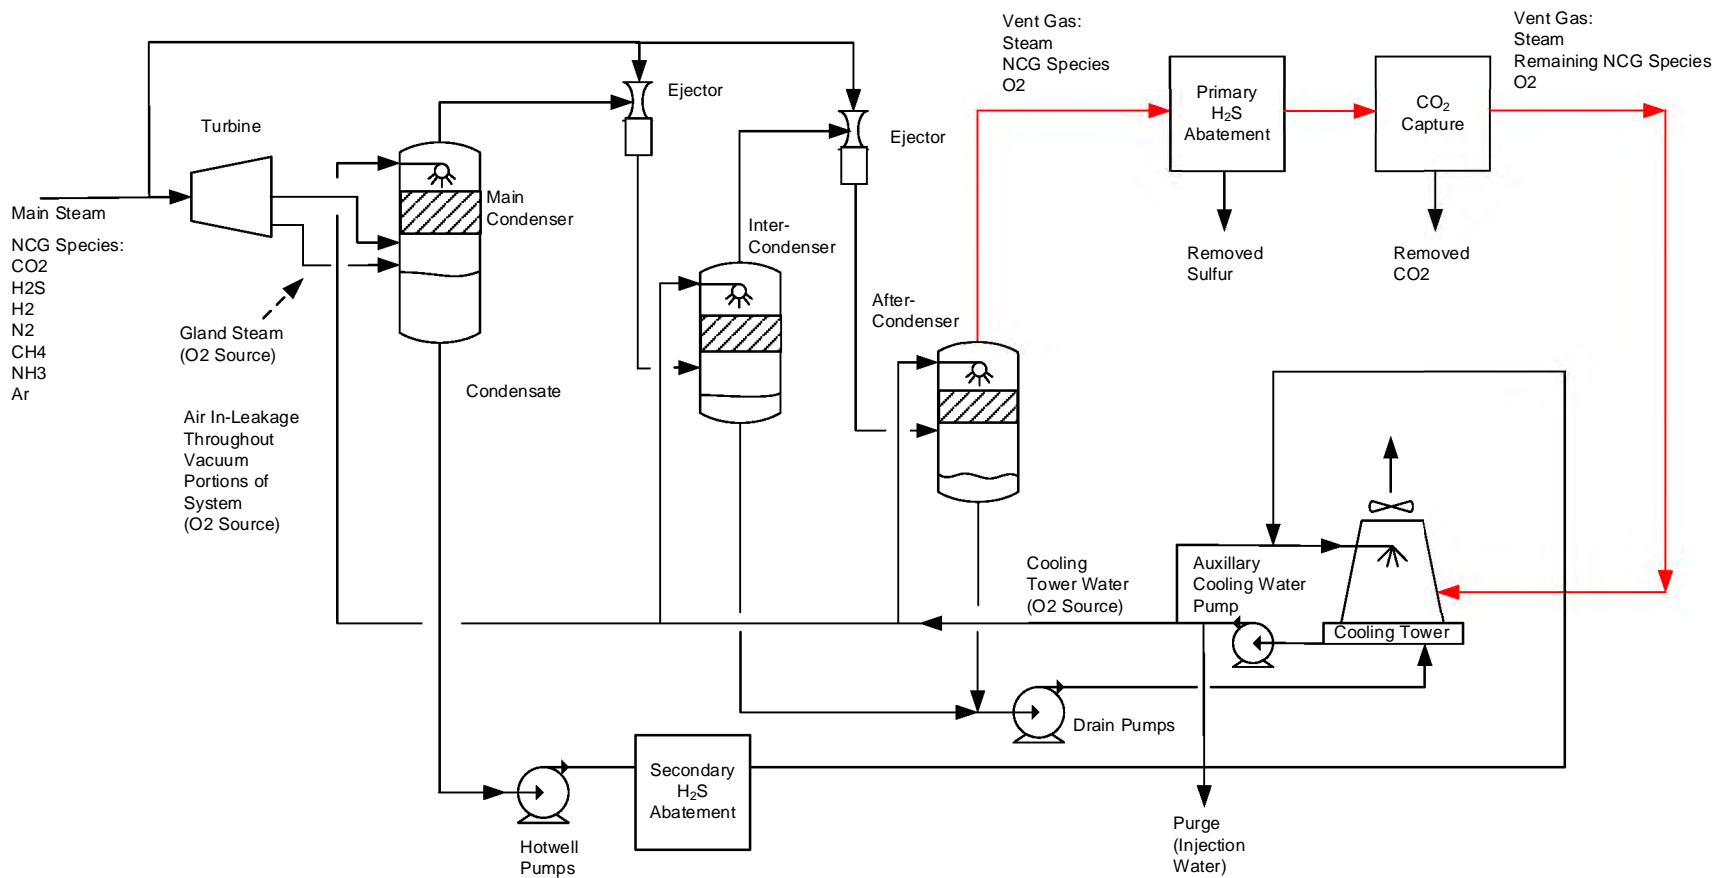 Vent Gas:
Steam
NCG Species
O2
Vent Gas:
Steam
Remaining NCG Species
O2
Primary
H2S
Abatement
CO2
Capture
Ejector
Ejector
Turbine
Main
Condenser
Main Steam
NCG Species:
CO2
H2S
H2
N2
CH4
NH3
Ar
Inter-
Condenser
Removed
Sulfur
Removed
CO2
After-
Condenser
Gland Steam
(O2 Source)
Condensate
Air In-Leakage
Throughout
Vacuum
Portions of
System
(O2 Source)
Cooling
Tower Water
(O2 Source)
Auxillary
Cooling Water
Pump
Cooling Tower
Drain Pumps
Secondary
H2S
Abatement
Hotwell
Pumps
Purge
(Injection
Water)